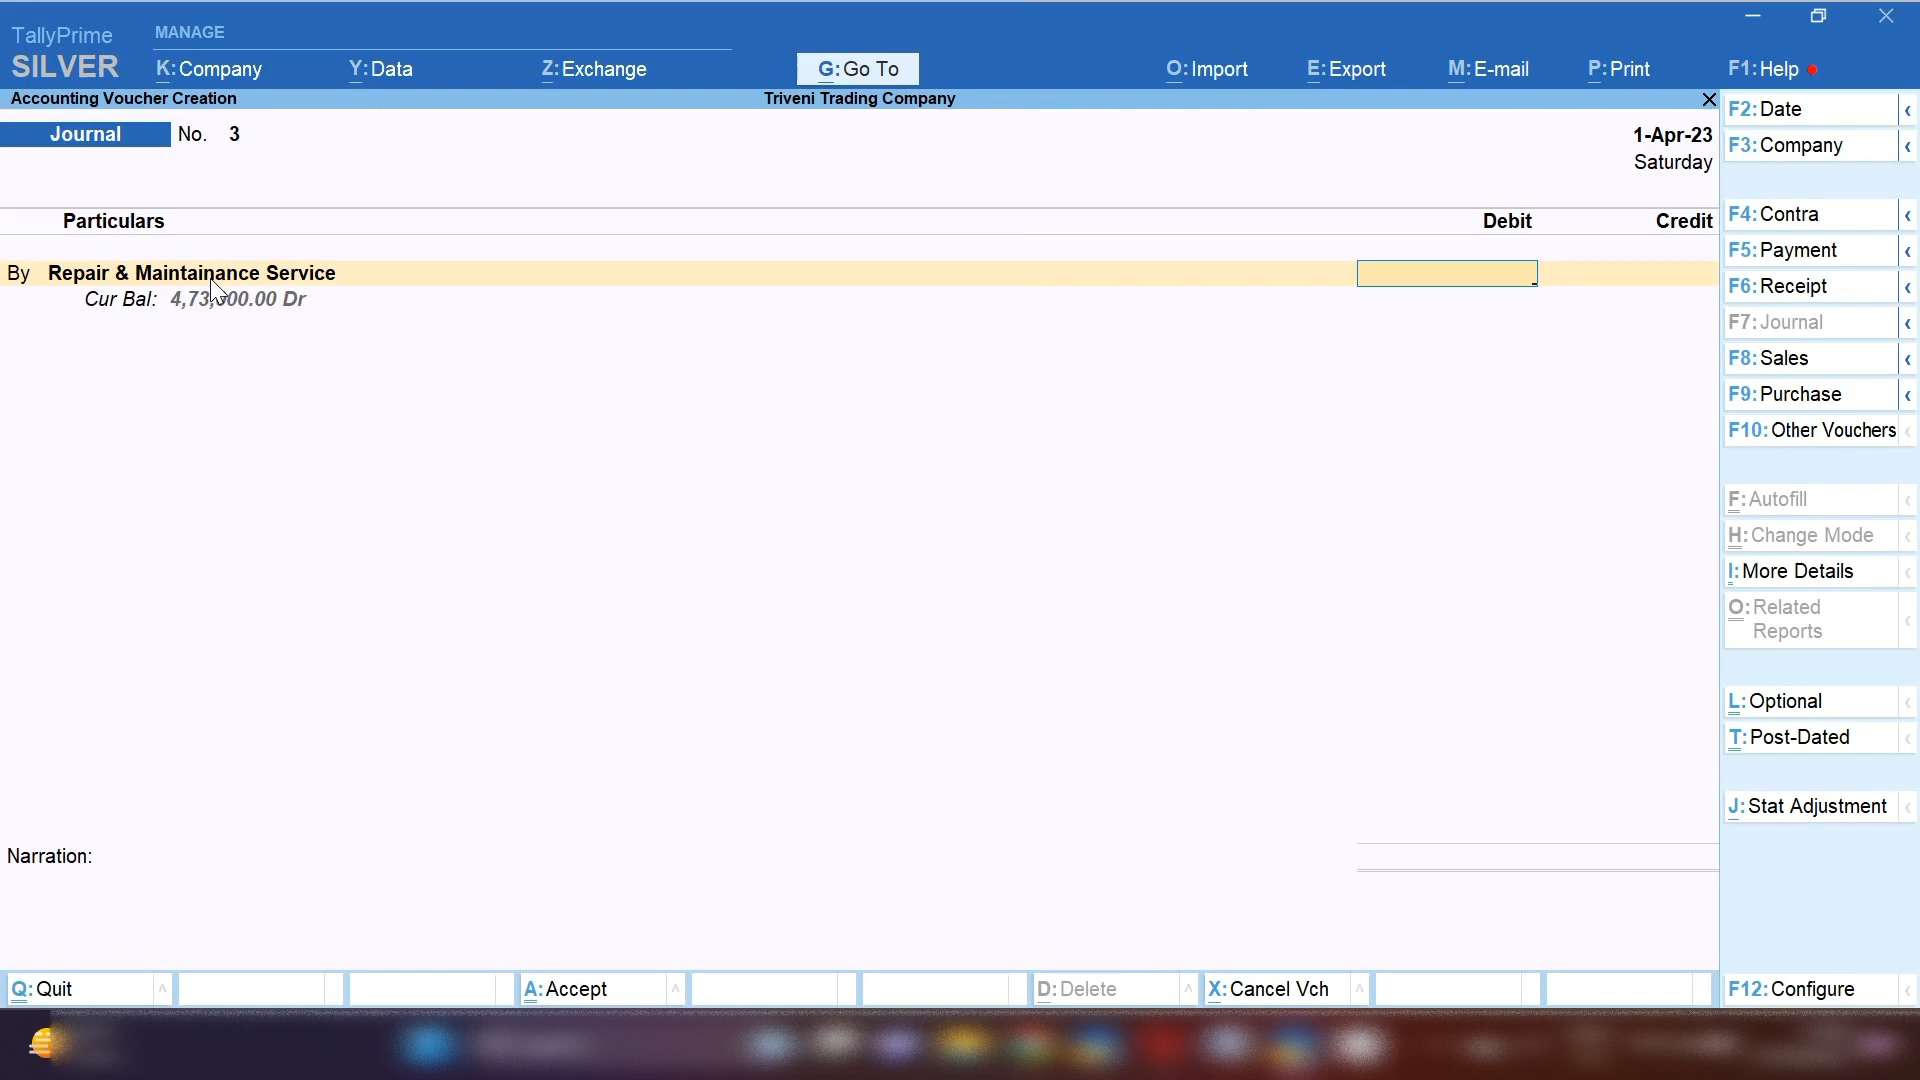 TallyPrime
SILVER
MANAGE
K:Company Y:Data Z:Exchange G:Go To O:Import E:Export M:E-mail P:Print F1:Help
Accounting Voucher Creation Triveni Trading Company
Journal No. 3 1-Apr-23
Saturday
Particulars Debit Credit
By Repair & Maintainance Service
Cur Bal: 00.00 Dr
Narration:
Q:Quit A:Accept D:Delete X:Cancel Vch
F2:Date
F3:Company
F4:Contra
F5:Payment
F6:Receipt
F7:Journal
F8:Sales
F9:Purchase
F10:Other Vouchers
F:Autofill
H:Change Mode
I:More Details
O:Related
Reports
L:Optional
T:Post-Dated
J:Stat Adjustment
F12:Configure